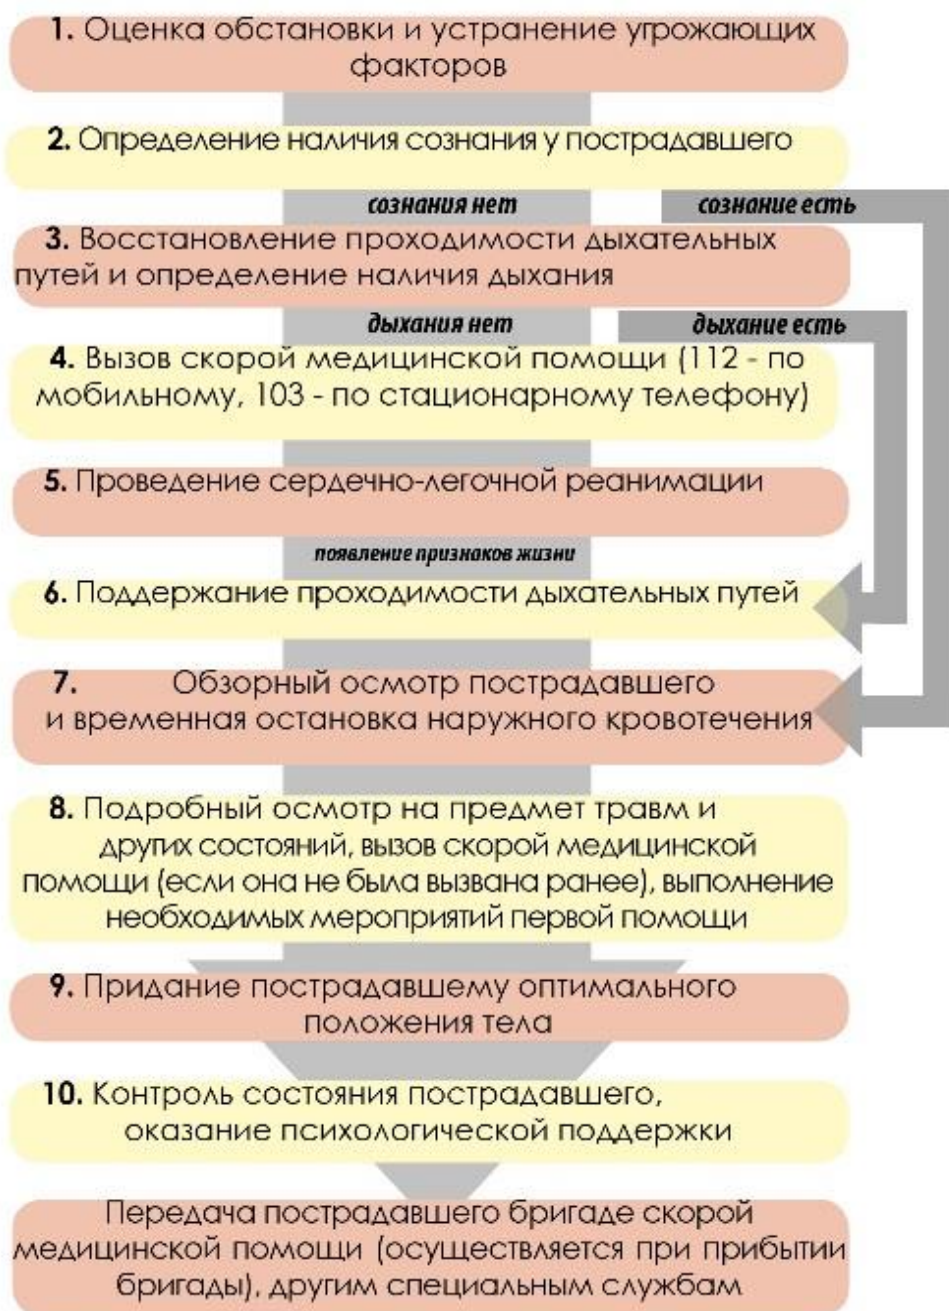 1. Оценка обстановки и устранение угрожающих
факторов
2. Определение наличия сознания у пострадавшего
сознания нет
сознание есть
3. Восстановление проходимости дыхательных
путей и определение наличия дыхания
дыхания нет
дыхание есть
4. Вызов скорой медицинской помощи (112 - по
мобильному, 103 - по стационарному телефону)
5. Проведение сердечно-легочной реанимации
появление признаков жизни
6. Поддержание проходимости дыхательных путей
7. Обзорный осмотр пострадавшего
и временная остановка наружного кровотечения
8. Подробный осмотр на предмет травм и
других состояний, вызов скорой медицинской
помощи (если она не была вызвана ранее), выполнение
необходимых мероприятий первой помощи
9. Придание пострадавшему оптимального
положения тела
10. Контроль состояния пострадавшего,
оказание психологической поддержки
Передача пострадавшего бригаде скорой
медицинской помощи (осуществляется при прибытии
бригады), другим специальным службам